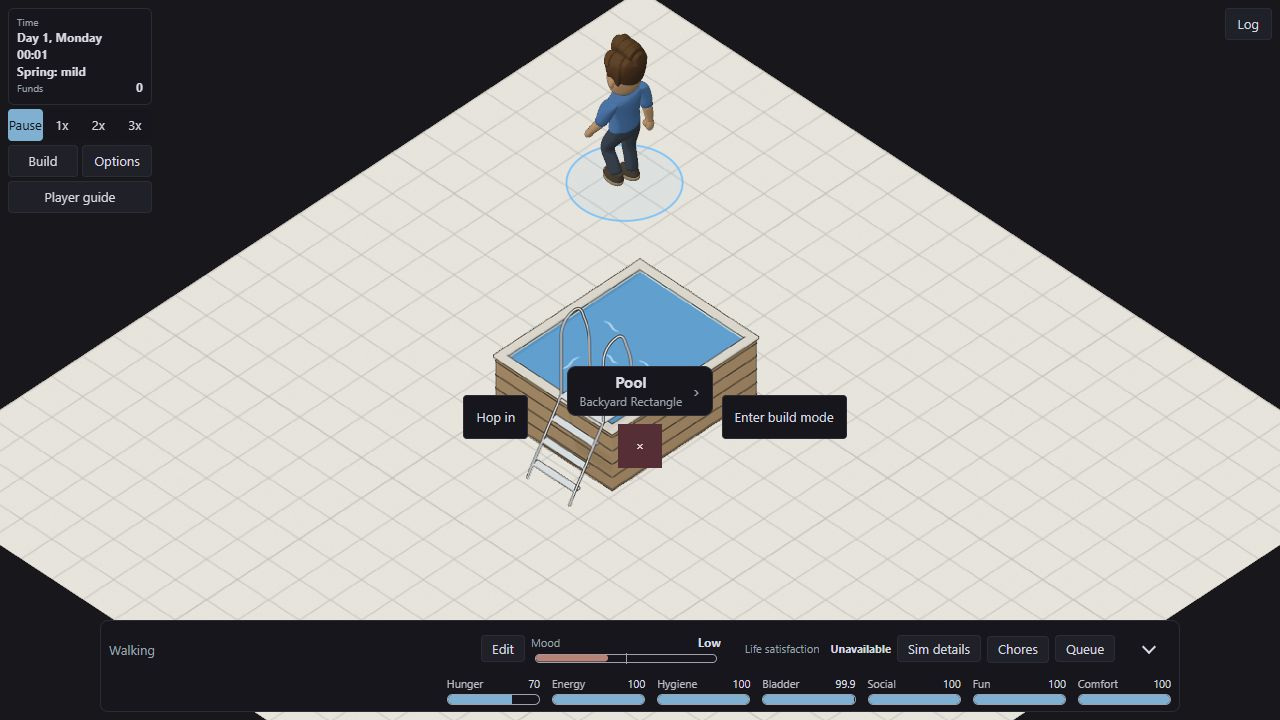 Time
Day 1, Monday
00:01
Spring: mild
Funds 0
Pause 1x 2x 3x
Build Options
Player guide
Log
Pool
Backyard Rectangle ›
Hop in
Enter build mode
×
Walking
Edit
Mood Low
Life satisfaction Unavailable
Sim details
Chores
Queue
Hunger 70 Energy 100 Hygiene 100 Bladder 99.9 Social 100 Fun 100 Comfort 100